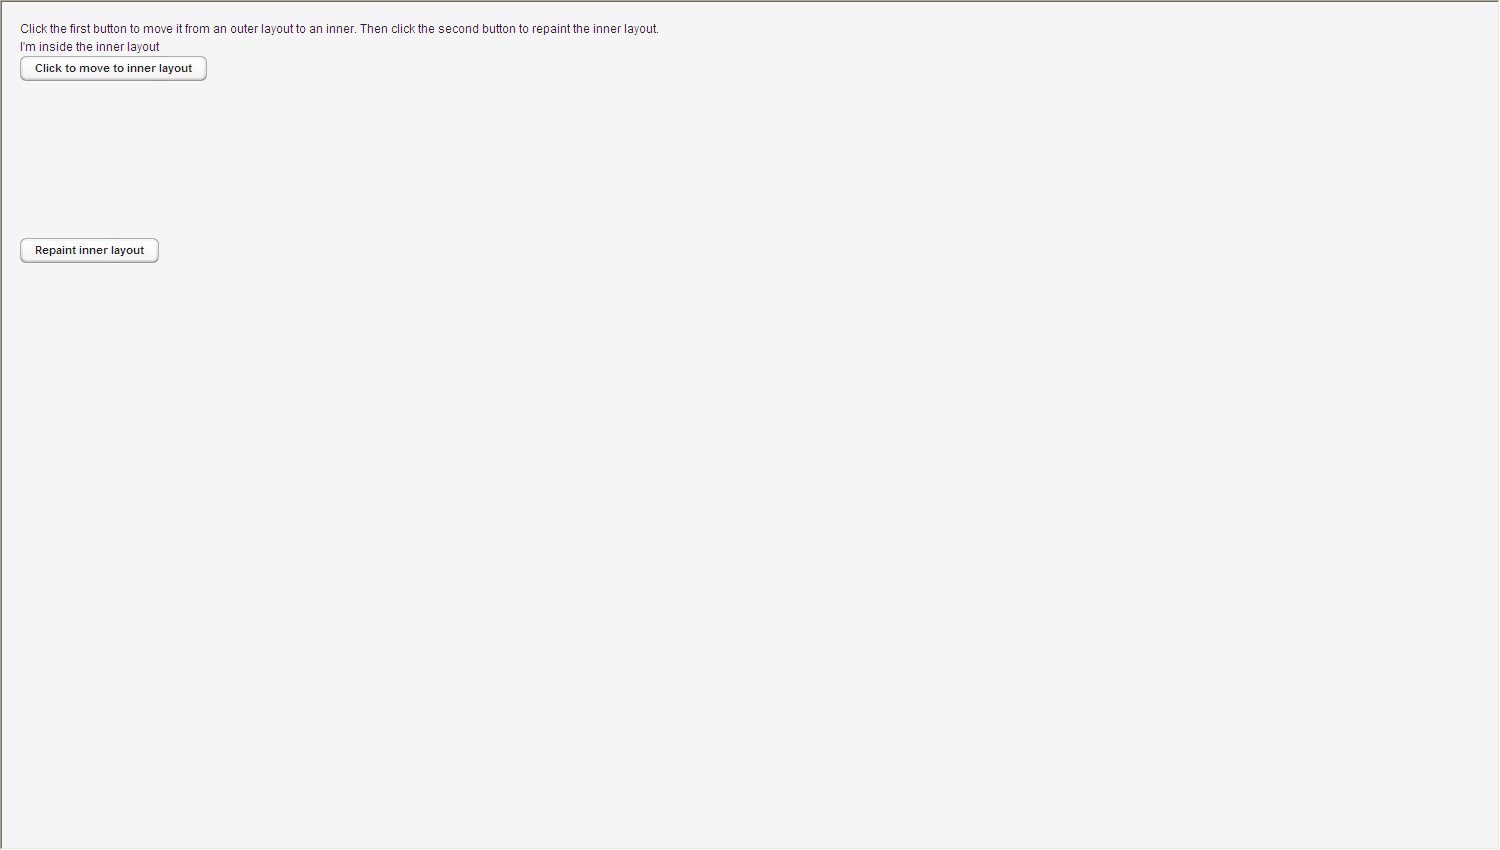 Click the first button to move it from an outer layout to an inner. Then click the second button to repaint the inner layout.
I'm inside the inner layout
Click to move to inner layout
Repaint inner layout